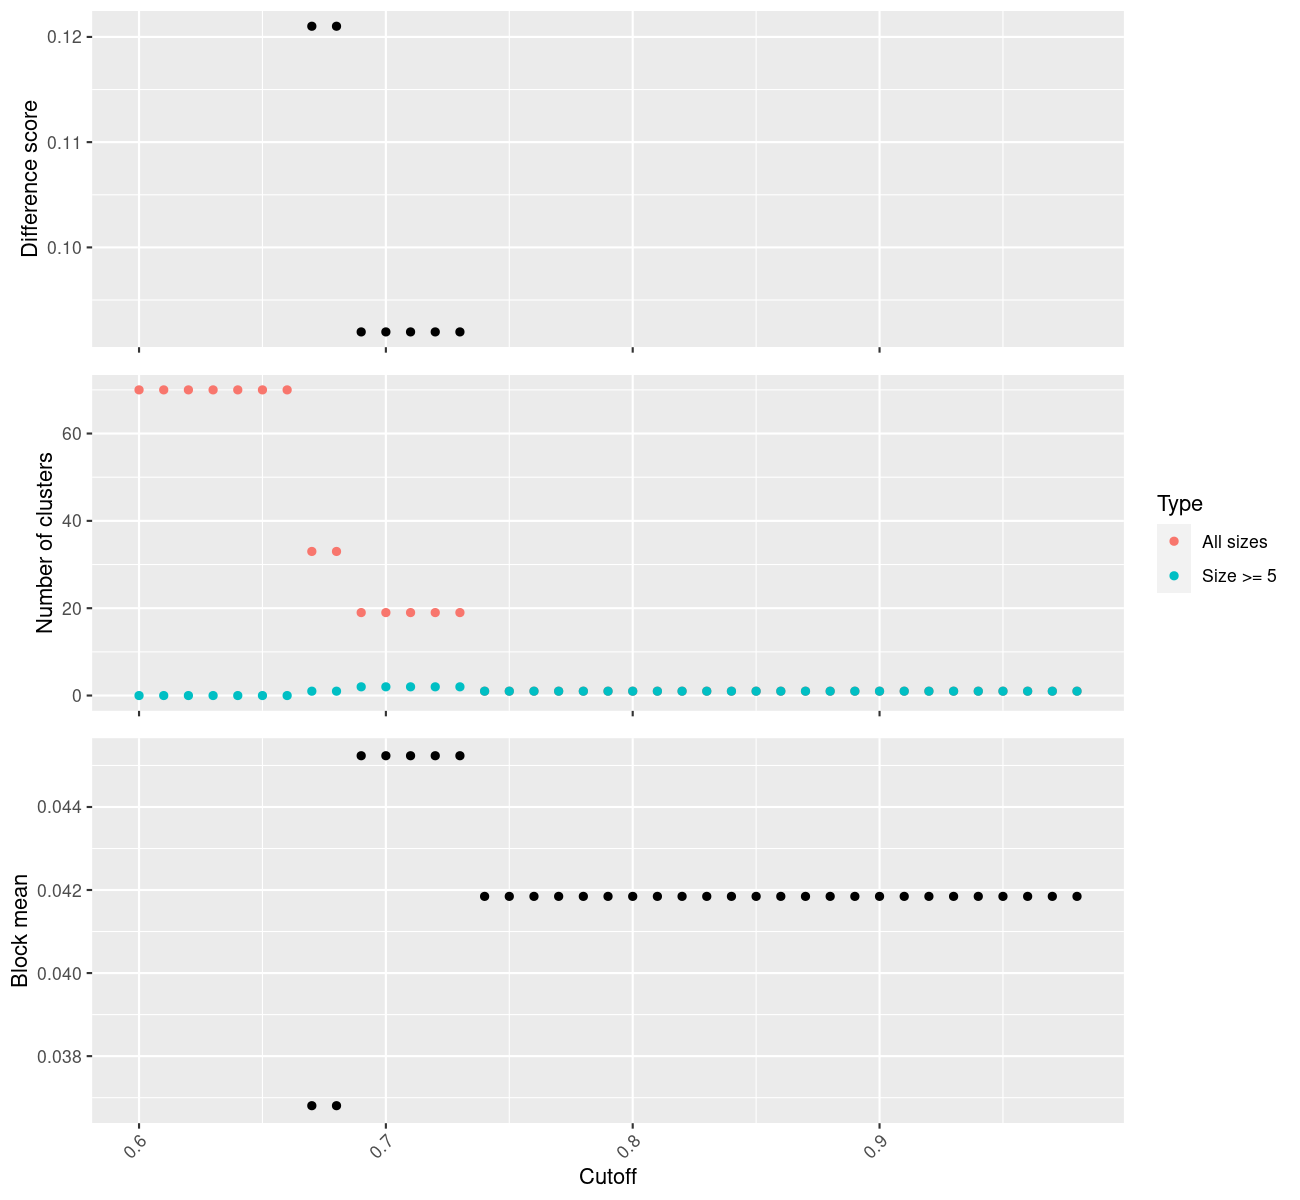 Difference score
0.12
0.11
0.10
Number of clusters
60
40
20
0
Type
All sizes
Size >= 5
Block mean
0.044
0.042
0.040
0.038
0.6
0.7
0.8
0.9
Cutoff